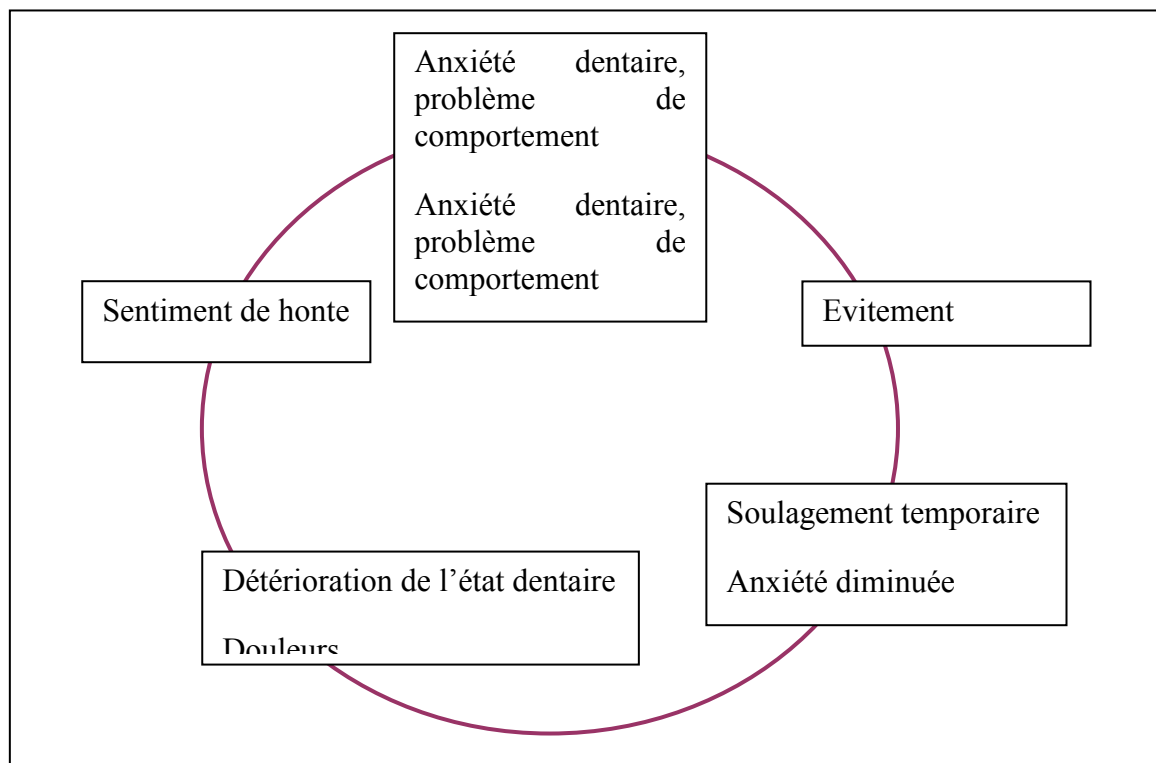 Anxiété dentaire,
problème de
comportement
Anxiété dentaire,
problème de
comportement
Sentiment de honte
Evitement
Soulagement temporaire
Anxiété diminuée
Détérioration de l’état dentaire
Douleurs